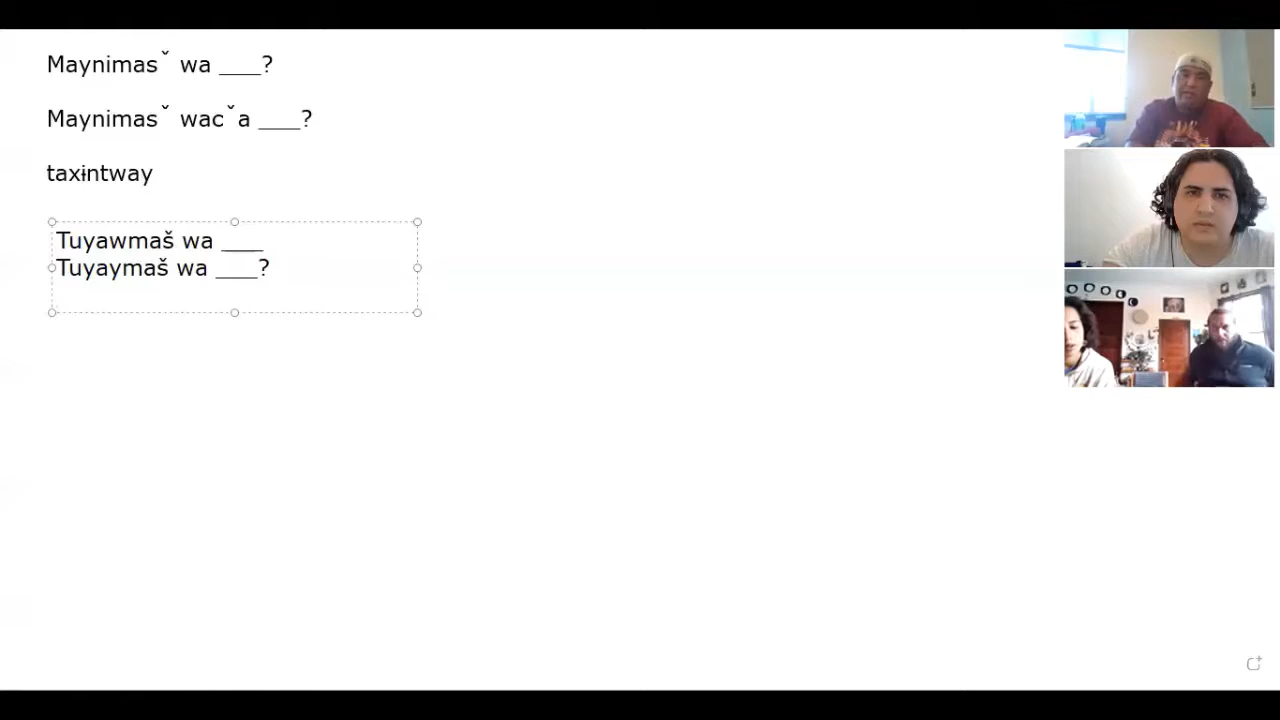 Maynimasˇ wa ___?
Maynimasˇ wacˇa ___?
taxɨntway
Tuyawmaš wa ___
Tuyaymaš wa ___?